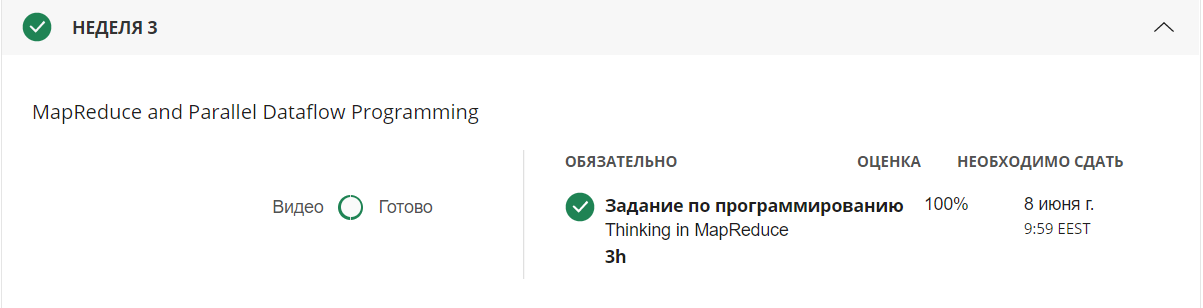 НЕДЕЛЯ 3
MapReduce and Parallel Dataflow Programming
Видео Готово
ОБЯЗАТЕЛЬНО ОЦЕНКА НЕОБХОДИМО СДАТЬ
Задание по программированию 100% 8 июня г.
Thinking in MapReduce 9:59 EEST
3h